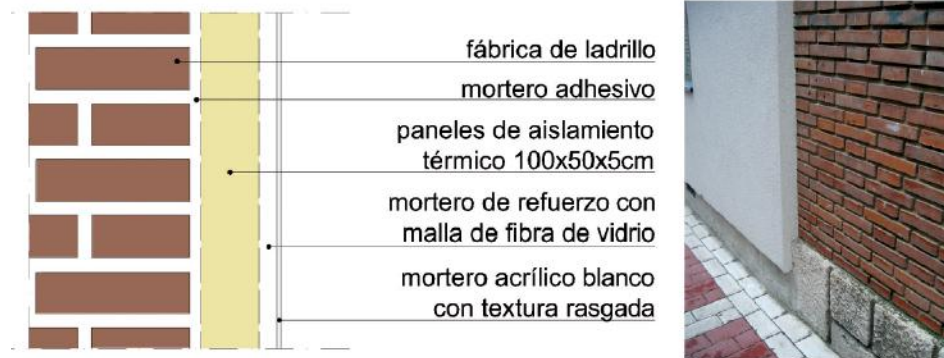 fábrica de ladrillo
mortero adhesivo
paneles de aislamiento
térmico 100x50x5cm
mortero de refuerzo con
malla de fibra de vidrio
mortero acrílico blanco
con textura rasgada